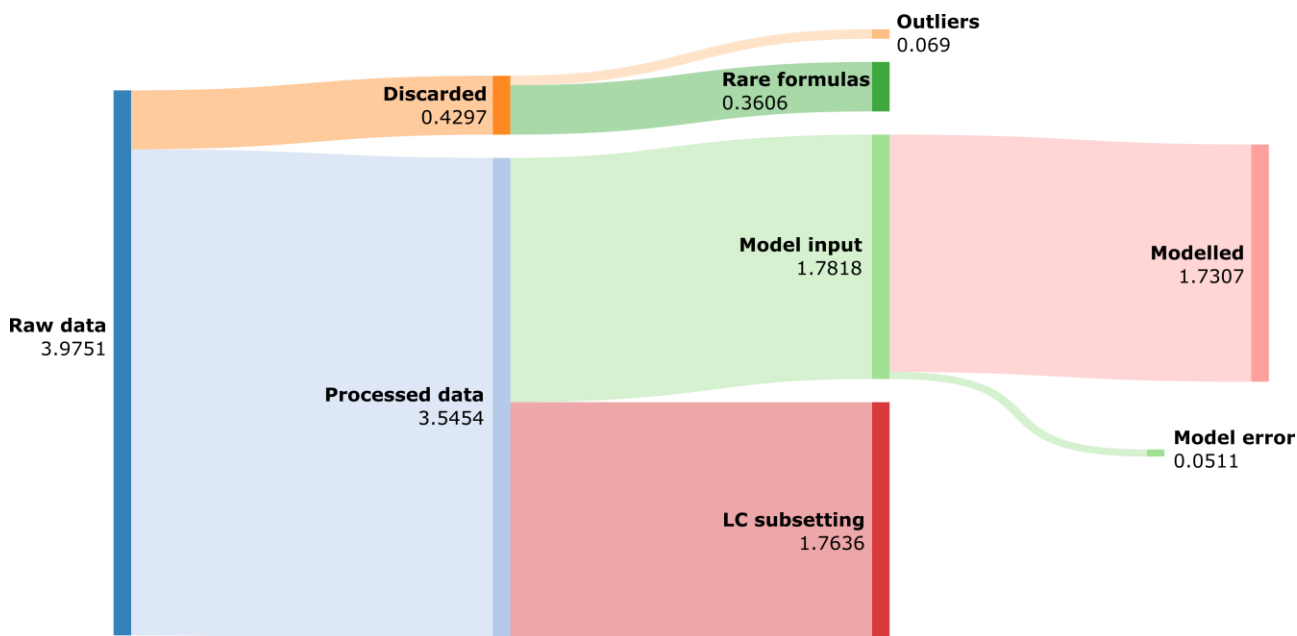 Raw data
3.9751
Discarded
0.4297
Processed data
3.5454
Outliers
0.069
Rare formulas
0.3606
Model input
1.7818
LC subsetting
1.7636
Modelled
1.7307
Model error
0.0511